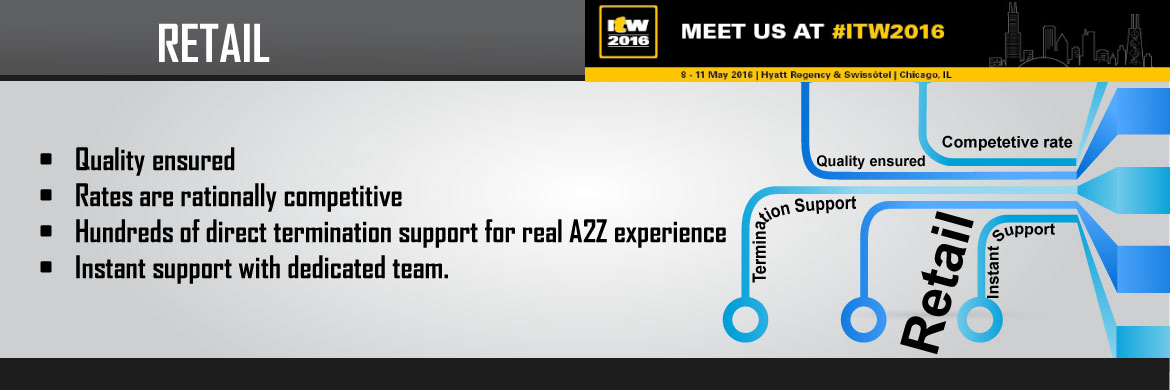 RETAIL
ITW
2016
MEET US AT #ITW2016
8 - 11 May 2016 | Hyatt Regency & Swissôtel | Chicago, IL
▪ Quality ensured
▪ Rates are rationally competitive
▪ Hundreds of direct termination support for real A2Z experience
▪ Instant support with dedicated team.
Competetive rate
Quality ensured
Termination Support
Retail
Instant Support